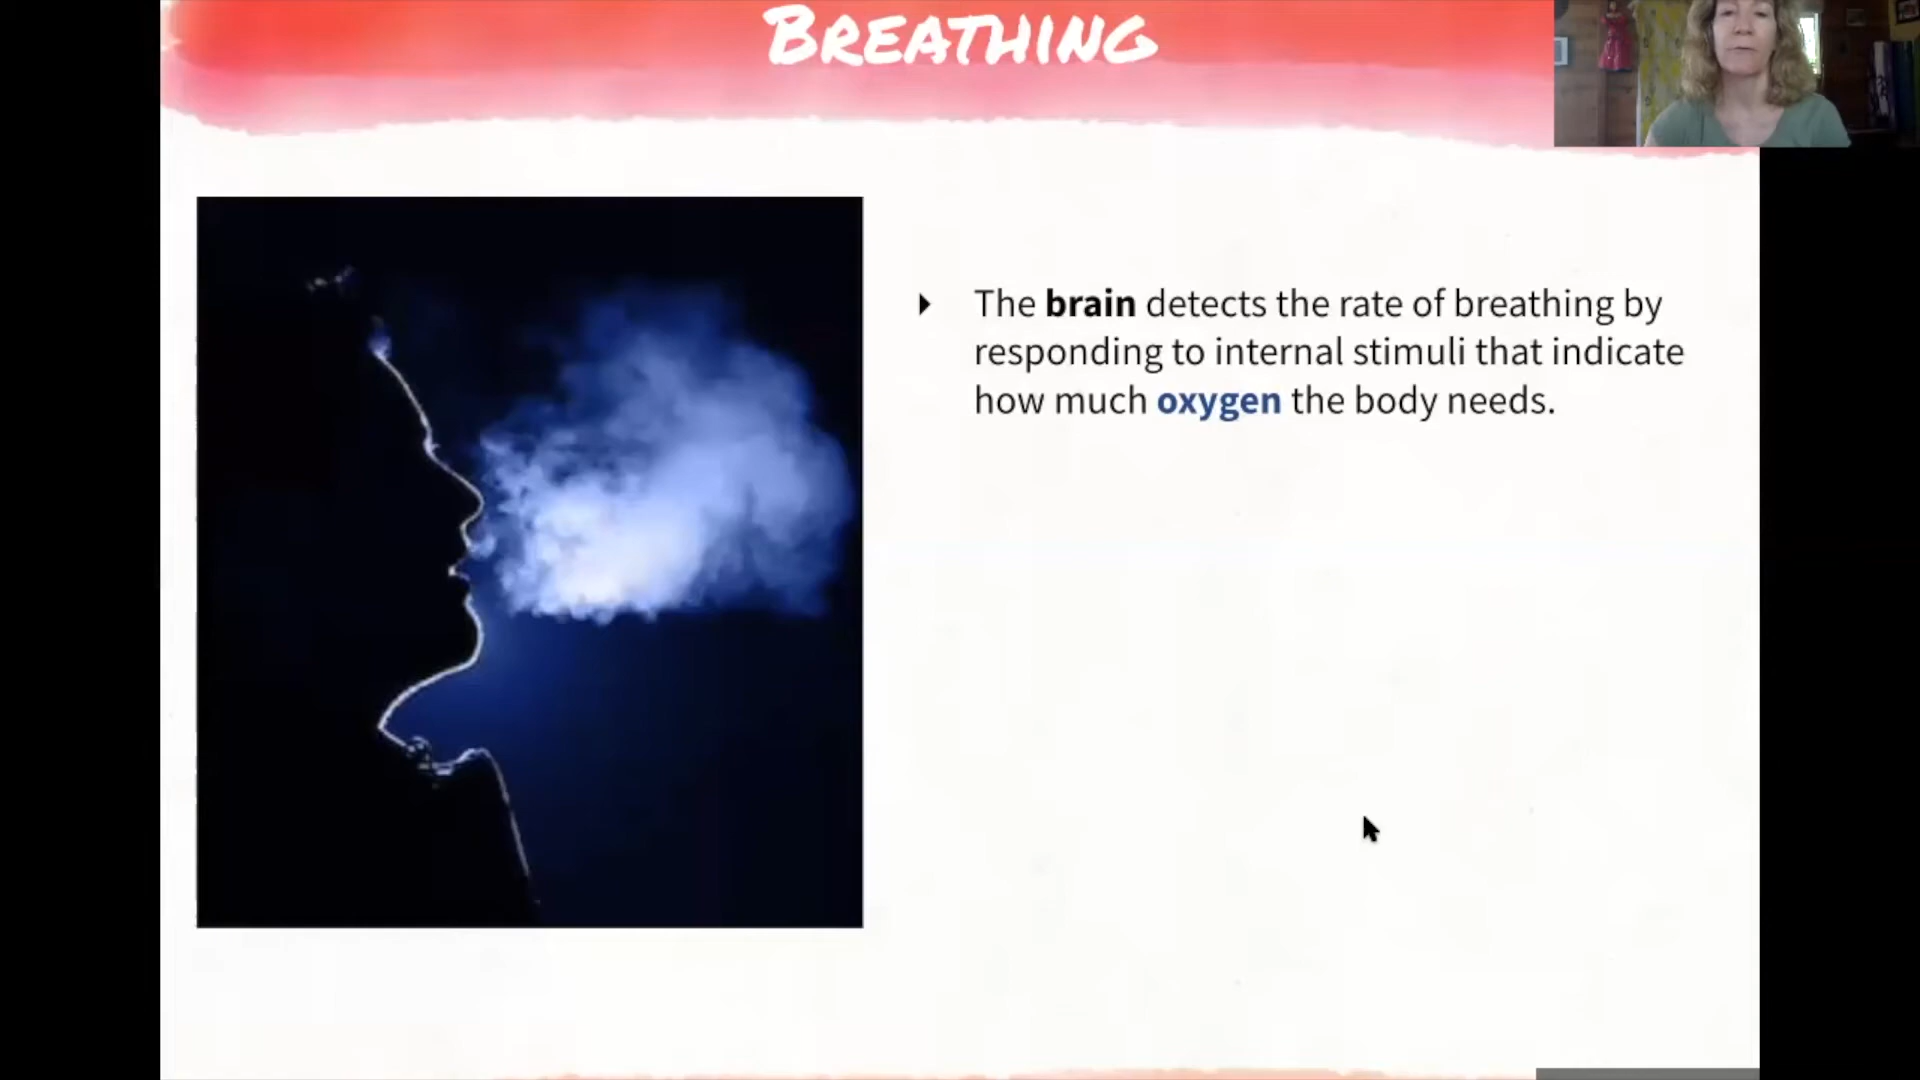 BREATHING
The brain detects the rate of breathing by
responding to internal stimuli that indicate
how much oxygen the body needs.